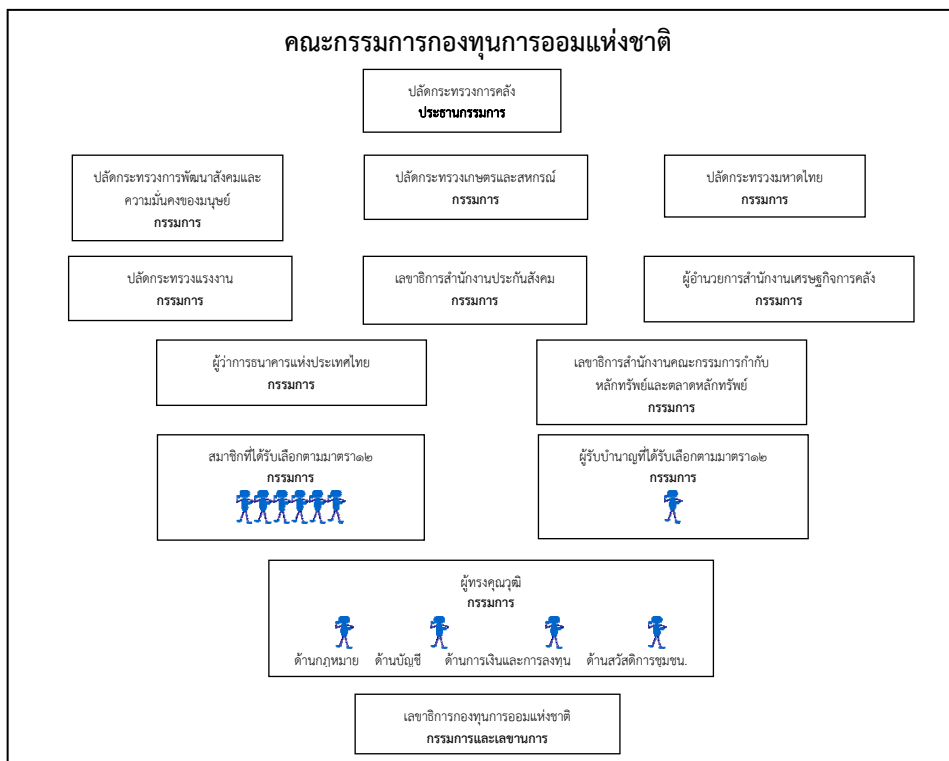 คณะกรรมการกองทุนการออมแห่งชาติ
ปลัดกระทรวงการคลัง
ประธานกรรมการ
ปลัดกระทรวงการพัฒนาสังคมและ
ความมั่นคงของมนุษย์
กรรมการ
ปลัดกระทรวงเกษตรและสหกรณ์
กรรมการ
ปลัดกระทรวงมหาดไทย
กรรมการ
ปลัดกระทรวงแรงงาน
กรรมการ
เลขาธิการสำนักงานประกันสังคม
กรรมการ
ผู้อำนวยการสำนักงานเศรษฐกิจการคลัง
กรรมการ
ผู้ว่าการธนาคารแห่งประเทศไทย
กรรมการ
เลขาธิการสำนักงานคณะกรรมการกำกับ
หลักทรัพย์และตลาดหลักทรัพย์
กรรมการ
สมาชิกที่ได้รับเลือกตามมาตรา๑๒
กรรมการ
ผู้รับบำนาญที่ได้รับเลือกตามมาตรา๑๒
กรรมการ
ผู้ทรงคุณวุฒิ
กรรมการ
ด้านกฎหมาย ด้านบัญชี ด้านการเงินและการลงทุน ด้านสวัสดิการชุมชน.
เลขาธิการกองทุนการออมแห่งชาติ
กรรมการและเลขานการ